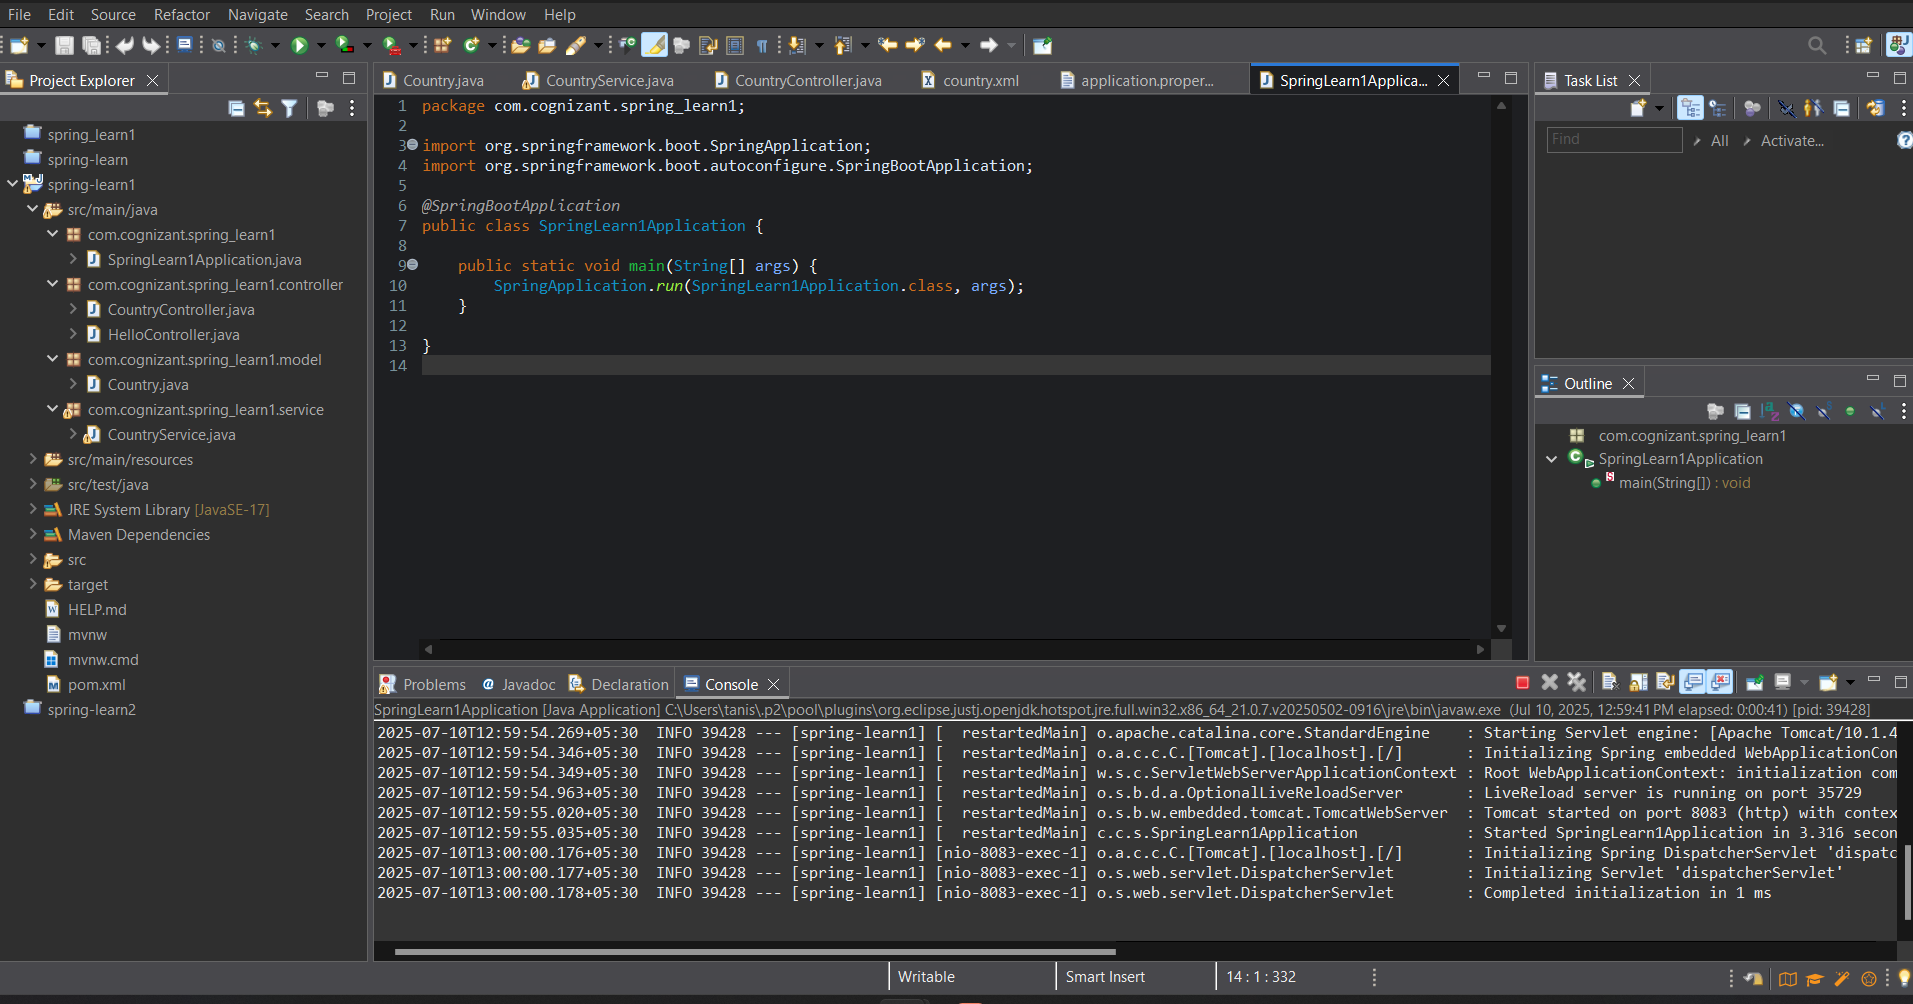 File Edit Source Refactor Navigate Search Project Run Window Help
Project Explorer
spring_learn1
spring-learn
spring-learn1
src/main/java
com.cognizant.spring_learn1
SpringLearn1Application.java
com.cognizant.spring_learn1.controller
CountryController.java
HelloController.java
com.cognizant.spring_learn1.model
Country.java
com.cognizant.spring_learn1.service
CountryService.java
src/main/resources
src/test/java
JRE System Library [JavaSE-17]
Maven Dependencies
src
target
HELP.md
mvnw
mvnw.cmd
pom.xml
spring-learn2
Country.java CountryService.java CountryController.java country.xml application.proper... SpringLearn1Applica...
1 package com.cognizant.spring_learn1;
2
3 import org.springframework.boot.SpringApplication;
4 import org.springframework.boot.autoconfigure.SpringBootApplication;
5
6 @SpringBootApplication
7 public class SpringLearn1Application {
8
9     public static void main(String[] args) {
10         SpringApplication.run(SpringLearn1Application.class, args);
11     }
12
13 }
14
Task List
Find All Activate...
Outline
com.cognizant.spring_learn1
SpringLearn1Application
main(String[]) : void
Problems Javadoc Declaration Console
SpringLearn1Application [Java Application] C:\Users\tanis\.p2\pool\plugins\org.eclipse.justj.openjdk.hotspot.jre.full.win32.x86_64_21.0.7.v20250502-0916\jre\bin\javaw.exe (Jul 10, 2025, 12:59:41 PM elapsed: 0:00:41) [pid: 39428]
2025-07-10T12:59:54.269+05:30  INFO 39428 --- [spring-learn1] [  restartedMain] o.apache.catalina.core.StandardEngine    : Starting Servlet engine: [Apache Tomcat/10.1.4
2025-07-10T12:59:54.346+05:30  INFO 39428 --- [spring-learn1] [  restartedMain] o.a.c.c.C.[Tomcat].[localhost].[/]       : Initializing Spring embedded WebApplicationCon
2025-07-10T12:59:54.349+05:30  INFO 39428 --- [spring-learn1] [  restartedMain] w.s.c.ServletWebServerApplicationContext : Root WebApplicationContext: initialization com
2025-07-10T12:59:54.963+05:30  INFO 39428 --- [spring-learn1] [  restartedMain] o.s.b.d.a.OptionalLiveReloadServer       : LiveReload server is running on port 35729
2025-07-10T12:59:55.020+05:30  INFO 39428 --- [spring-learn1] [  restartedMain] o.s.b.w.embedded.tomcat.TomcatWebServer  : Tomcat started on port 8083 (http) with contex
2025-07-10T12:59:55.035+05:30  INFO 39428 --- [spring-learn1] [  restartedMain] c.c.s.SpringLearn1Application            : Started SpringLearn1Application in 3.316 secon
2025-07-10T13:00:00.176+05:30  INFO 39428 --- [spring-learn1] [nio-8083-exec-1] o.a.c.c.C.[Tomcat].[localhost].[/]       : Initializing Spring DispatcherServlet 'dispatc
2025-07-10T13:00:00.177+05:30  INFO 39428 --- [spring-learn1] [nio-8083-exec-1] o.s.web.servlet.DispatcherServlet        : Initializing Servlet 'dispatcherServlet'
2025-07-10T13:00:00.178+05:30  INFO 39428 --- [spring-learn1] [nio-8083-exec-1] o.s.web.servlet.DispatcherServlet        : Completed initialization in 1 ms
Writable Smart Insert 14 : 1 : 332